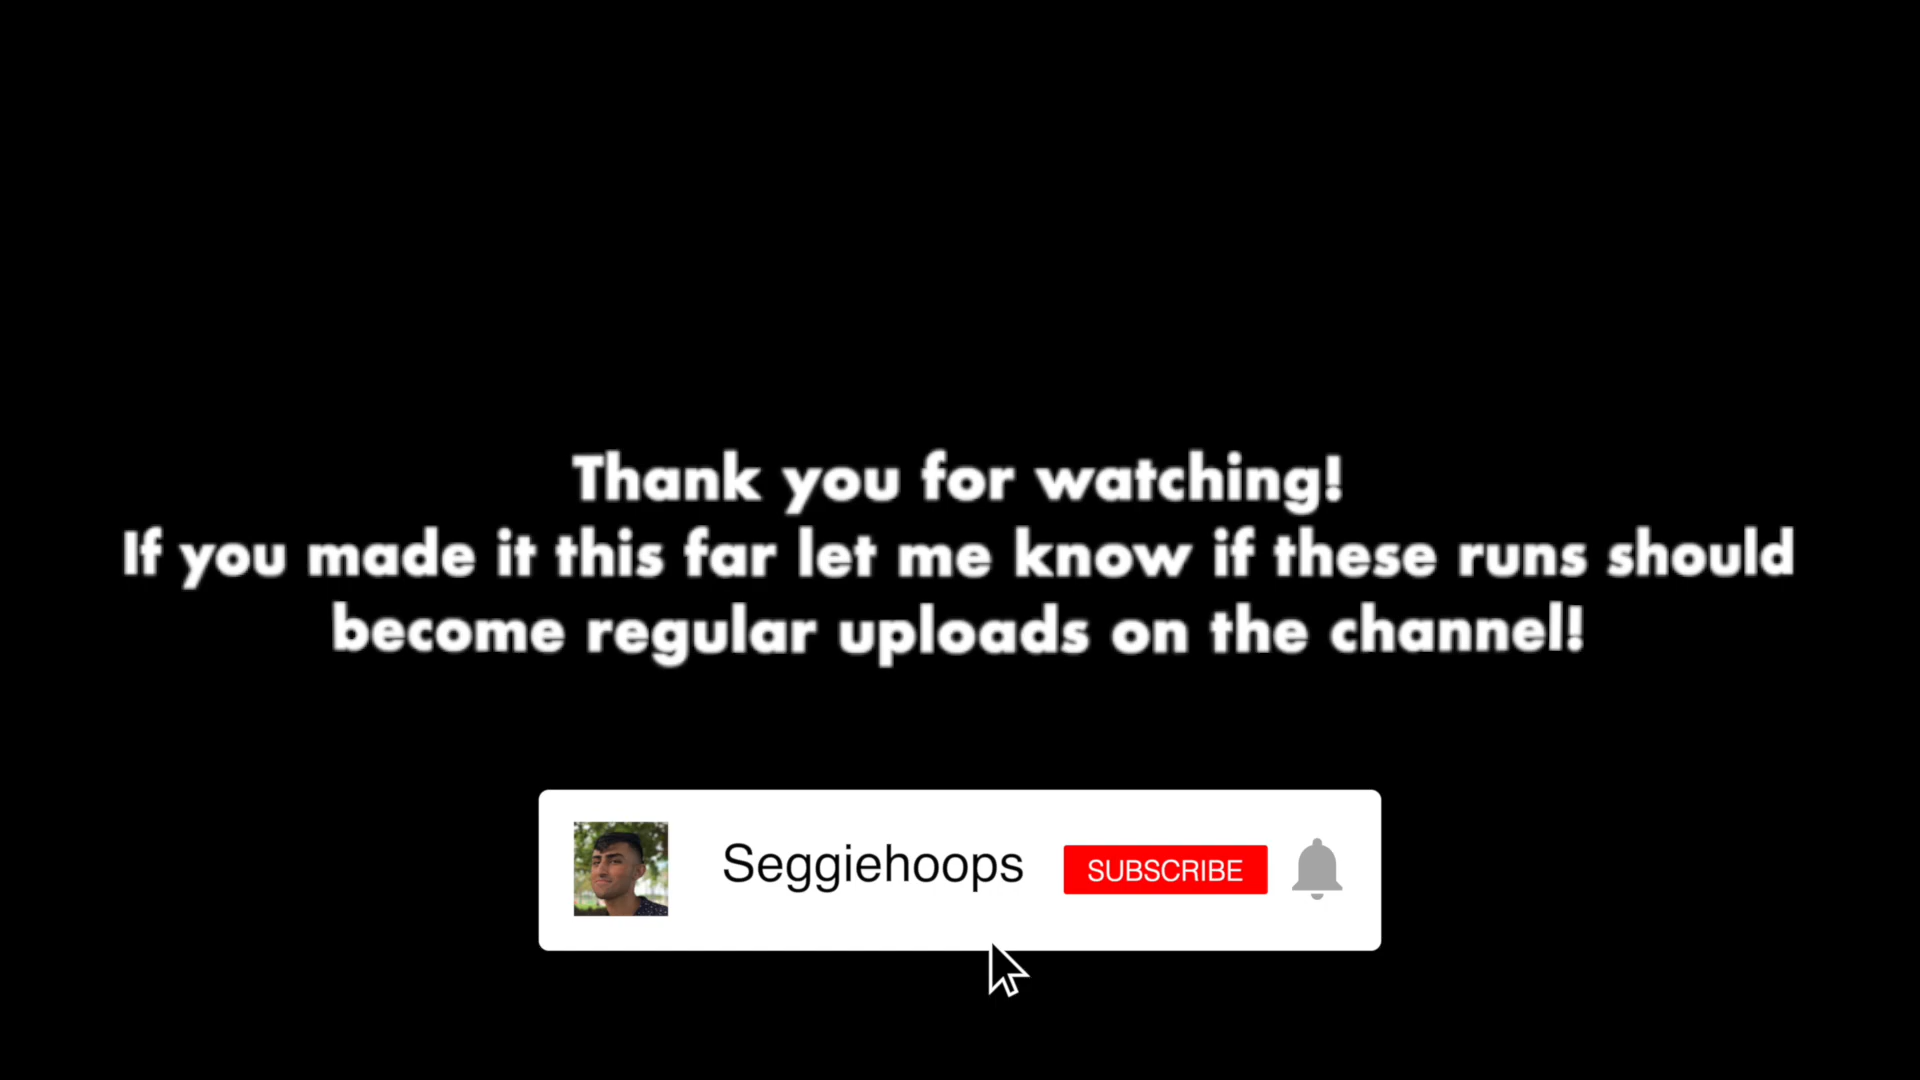 Thank you for watching!
If you made it this far let me know if these runs should
become regular uploads on the channel!
Seggiehoops
SUBSCRIBE